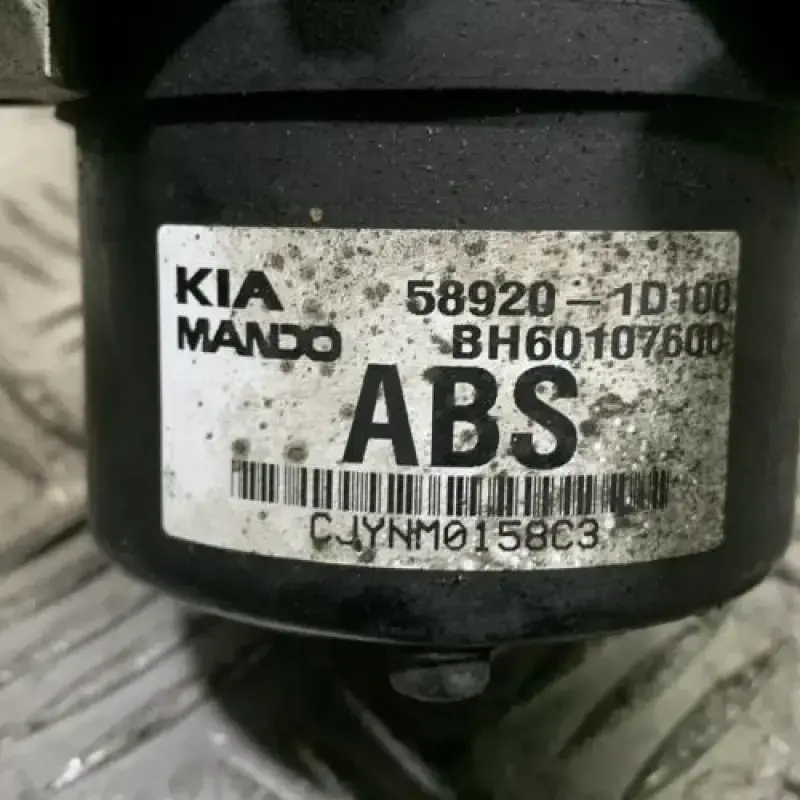 KIA 58920-1D100
MANDO BH60107600
ABS
CJYNM0158C3